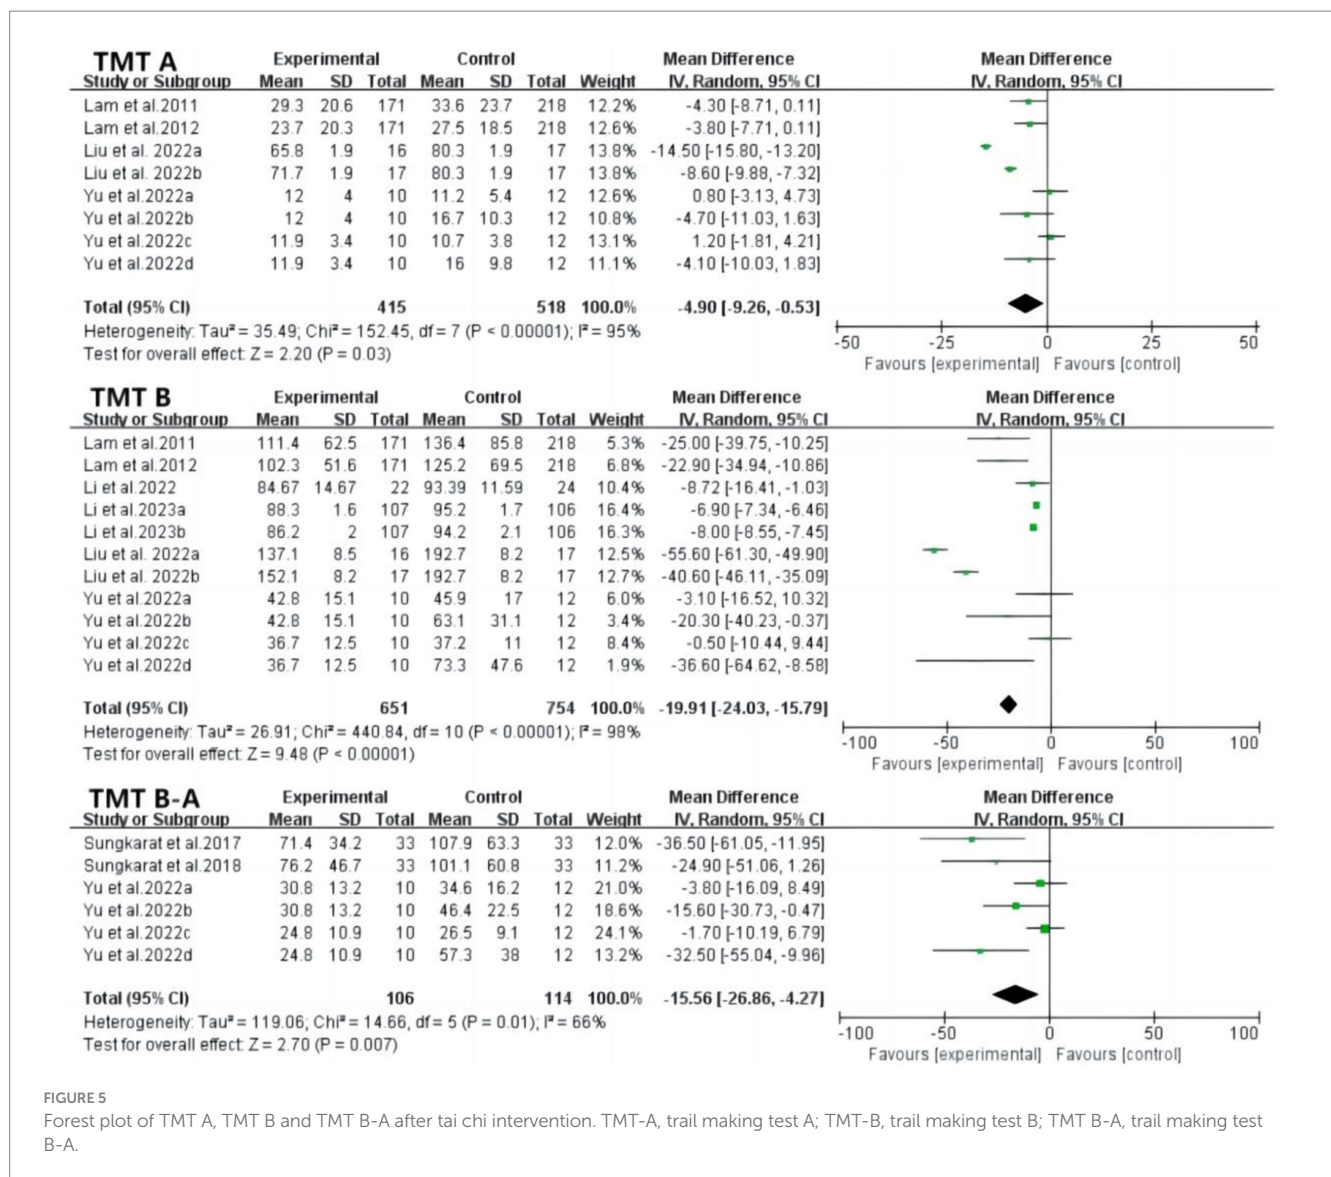 TMT A
Experimental Control Mean Difference Mean Difference
Study or Subgroup Mean SD Total Mean SD Total Weight IV, Random, 95% CI IV, Random, 95% CI
Lam et al.2011 29.3 20.6 171 33.6 23.7 218 12.2% -4.30 [-8.71, 0.11]
Lam et al.2012 23.7 20.3 171 27.5 18.5 218 12.6% -3.80 [-7.71, 0.11]
Liu et al. 2022a 65.8 1.9 16 80.3 1.9 17 13.8% -14.50 [-15.80, -13.20]
Liu et al. 2022b 71.7 1.9 17 80.3 1.9 17 13.8% -8.60 [-9.88, -7.32]
Yu et al.2022a 12 4 10 11.2 5.4 12 12.6% 0.80 [-3.13, 4.73]
Yu et al.2022b 12 4 10 16.7 10.3 12 10.8% -4.70 [-11.03, 1.63]
Yu et al.2022c 11.9 3.4 10 10.7 3.8 12 13.1% 1.20 [-1.81, 4.21]
Yu et al.2022d 11.9 3.4 10 16 9.8 12 11.1% -4.10 [-10.03, 1.83]
Total (95% CI) 415 518 100.0% -4.90 [-9.26, -0.53]
Heterogeneity: Tau² = 35.49; Chi² = 152.45, df = 7 (P < 0.00001); I² = 95%
Test for overall effect: Z = 2.20 (P = 0.03)
-50 -25 0 25 50
Favours [experimental] Favours [control]
TMT B
Experimental Control Mean Difference Mean Difference
Study or Subgroup Mean SD Total Mean SD Total Weight IV, Random, 95% CI IV, Random, 95% CI
Lam et al.2011 111.4 62.5 171 136.4 85.8 218 5.3% -25.00 [-39.75, -10.25]
Lam et al.2012 102.3 51.6 171 125.2 69.5 218 6.8% -22.90 [-34.94, -10.86]
Li et al.2022 84.67 14.67 22 93.39 11.59 24 10.4% -8.72 [-16.41, -1.03]
Li et al.2023a 88.3 1.6 107 95.2 1.7 106 16.4% -6.90 [-7.34, -6.46]
Li et al.2023b 86.2 2 107 94.2 2.1 106 16.3% -8.00 [-8.55, -7.45]
Liu et al. 2022a 137.1 8.5 16 192.7 8.2 17 12.5% -55.60 [-61.30, -49.90]
Liu et al. 2022b 152.1 8.2 17 192.7 8.2 17 12.7% -40.60 [-46.11, -35.09]
Yu et al.2022a 42.8 15.1 10 45.9 17 12 6.0% -3.10 [-16.52, 10.32]
Yu et al.2022b 42.8 15.1 10 63.1 31.1 12 3.4% -20.30 [-40.23, -0.37]
Yu et al.2022c 36.7 12.5 10 37.2 11 12 8.4% -0.50 [-10.44, 9.44]
Yu et al.2022d 36.7 12.5 10 73.3 47.6 12 1.9% -36.60 [-64.62, -8.58]
Total (95% CI) 651 754 100.0% -19.91 [-24.03, -15.79]
Heterogeneity: Tau² = 26.91; Chi² = 440.84, df = 10 (P < 0.00001); I² = 98%
Test for overall effect: Z = 9.48 (P < 0.00001)
-100 -50 0 50 100
Favours [experimental] Favours [control]
TMT B-A
Experimental Control Mean Difference Mean Difference
Study or Subgroup Mean SD Total Mean SD Total Weight IV, Random, 95% CI IV, Random, 95% CI
Sungkarat et al.2017 71.4 34.2 33 107.9 63.3 33 12.0% -36.50 [-61.05, -11.95]
Sungkarat et al.2018 76.2 46.7 33 101.1 60.8 33 11.2% -24.90 [-51.06, 1.26]
Yu et al.2022a 30.8 13.2 10 34.6 16.2 12 21.0% -3.80 [-16.09, 8.49]
Yu et al.2022b 30.8 13.2 10 46.4 22.5 12 18.6% -15.60 [-30.73, -0.47]
Yu et al.2022c 24.8 10.9 10 26.5 9.1 12 24.1% -1.70 [-10.19, 6.79]
Yu et al.2022d 24.8 10.9 10 57.3 38 12 13.2% -32.50 [-55.04, -9.96]
Total (95% CI) 106 114 100.0% -15.56 [-26.86, -4.27]
Heterogeneity: Tau² = 119.06; Chi² = 14.66, df = 5 (P = 0.01); I² = 66%
Test for overall effect: Z = 2.70 (P = 0.007)
-100 -50 0 50 100
Favours [experimental] Favours [control]
FIGURE 5
Forest plot of TMT A, TMT B and TMT B-A after tai chi intervention. TMT-A, trail making test A; TMT-B, trail making test B; TMT B-A, trail making test
B-A.